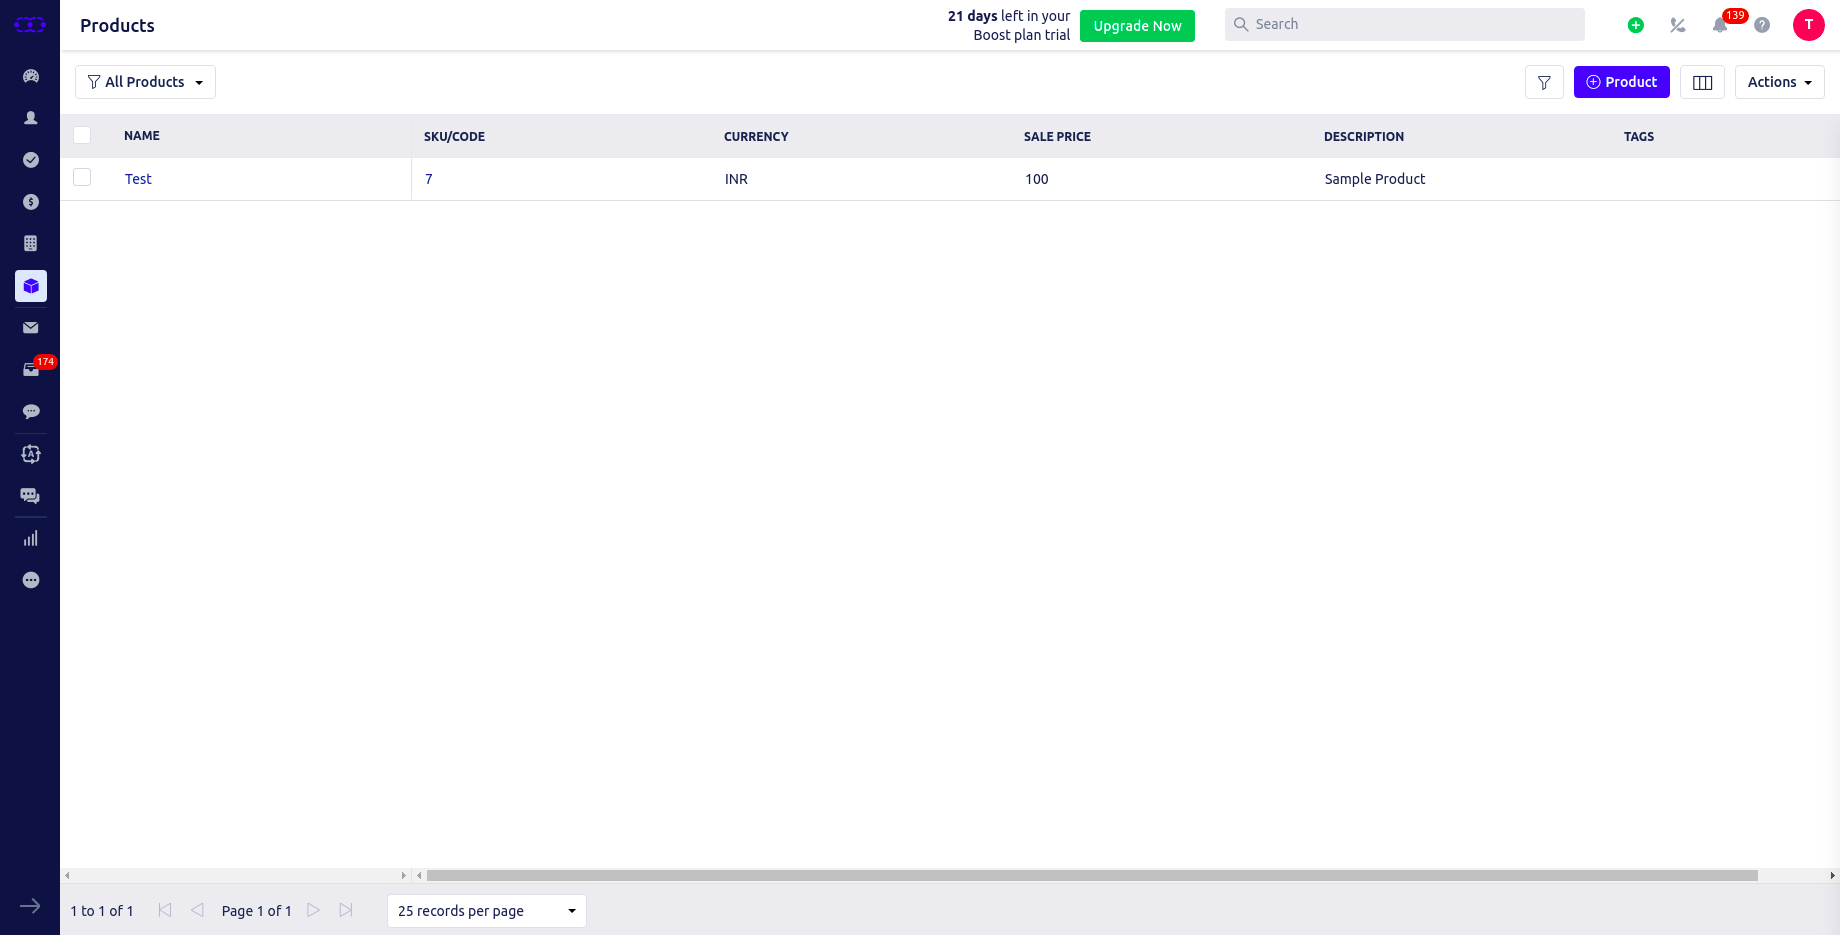 Products
21 days left in your
Boost plan trial
Upgrade Now
Search
139
T
All Products
Product
Actions
NAME
SKU/CODE
CURRENCY
SALE PRICE
DESCRIPTION
TAGS
Test
7
INR
100
Sample Product
174
1 to 1 of 1
Page 1 of 1
25 records per page